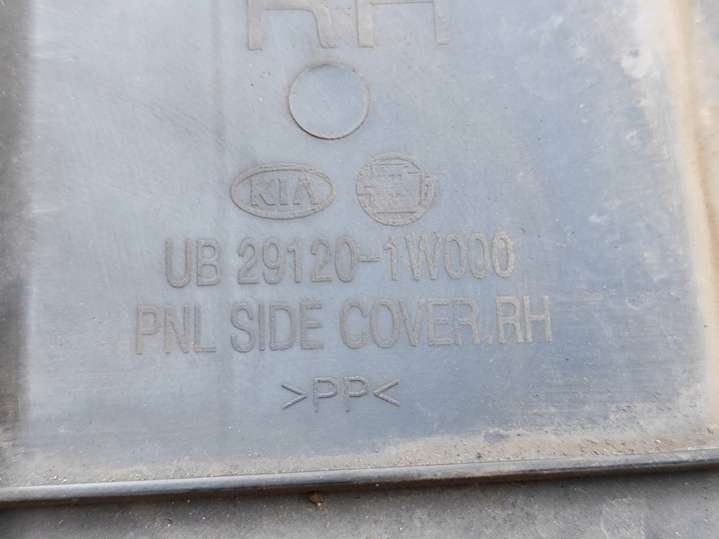 RH
KIA
UB 29120-1W000
PNL SIDE COVER,RH
>PP<